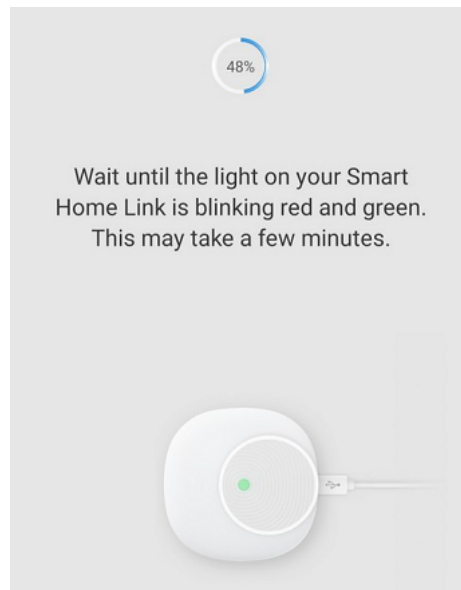 48%
Wait until the light on your Smart
Home Link is blinking red and green.
This may take a few minutes.